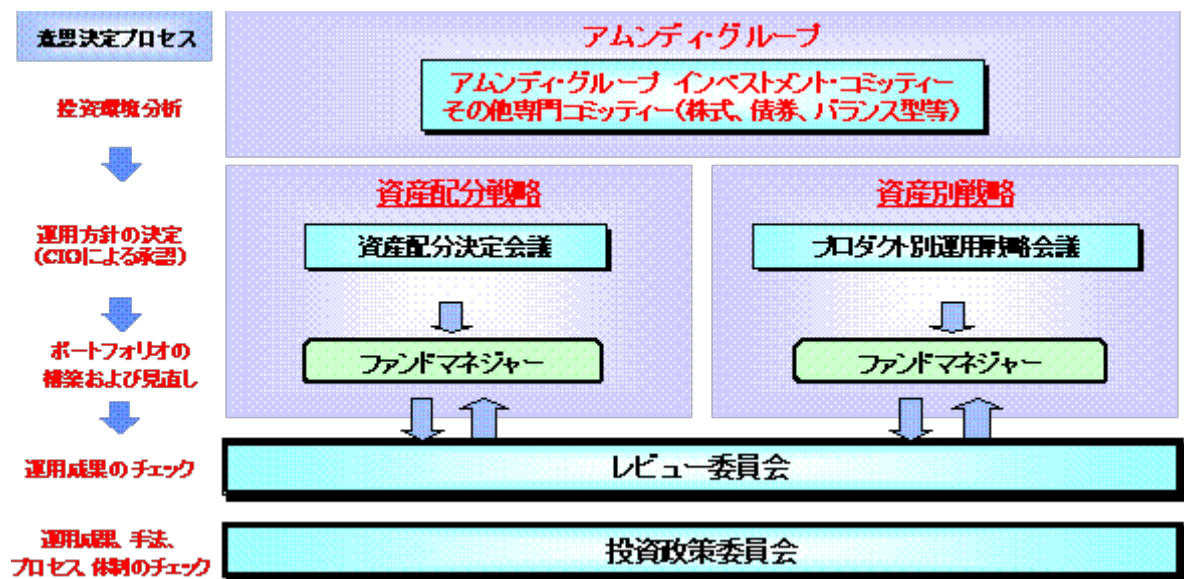 意思決定プロセス
アムンディ・グループ
アムンディ・グループ インベストメント・コミッティー
その他専門コミッティー(株式、債券、バランス型等)
投資環境分析
資産配分戦略
資産別戦略
運用方針の決定
(CIOによる承認)
資産配分決定会議
プロダクト別運用戦略会議
ポートフォリオの
構築および見直し
ファンドマネジャー
ファンドマネジャー
運用成果のチェック
レビュー委員会
運用成果、手法、
プロセス、体制のチェック
投資政策委員会